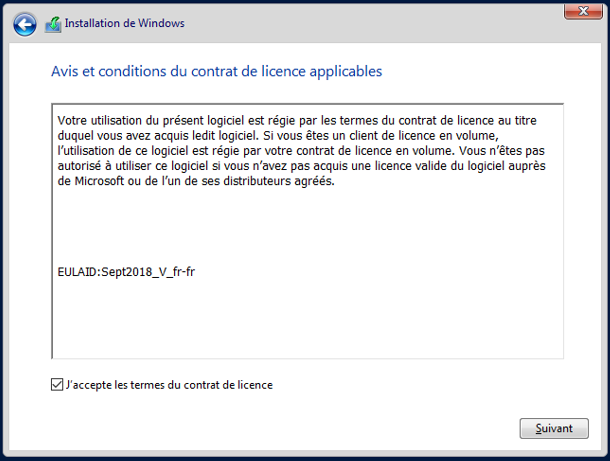 Installation de Windows
Avis et conditions du contrat de licence applicables
Votre utilisation du présent logiciel est régie par les termes du contrat de licence au titre
duquel vous avez acquis ledit logiciel. Si vous êtes un client de licence en volume,
l’utilisation de ce logiciel est régie par votre contrat de licence en volume. Vous n’êtes pas
autorisé à utiliser ce logiciel si vous n’avez pas acquis une licence valide du logiciel auprès
de Microsoft ou de l’un de ses distributeurs agréés.
EULAID:Sept2018_V_fr-fr
J’accepte les termes du contrat de licence
Suivant